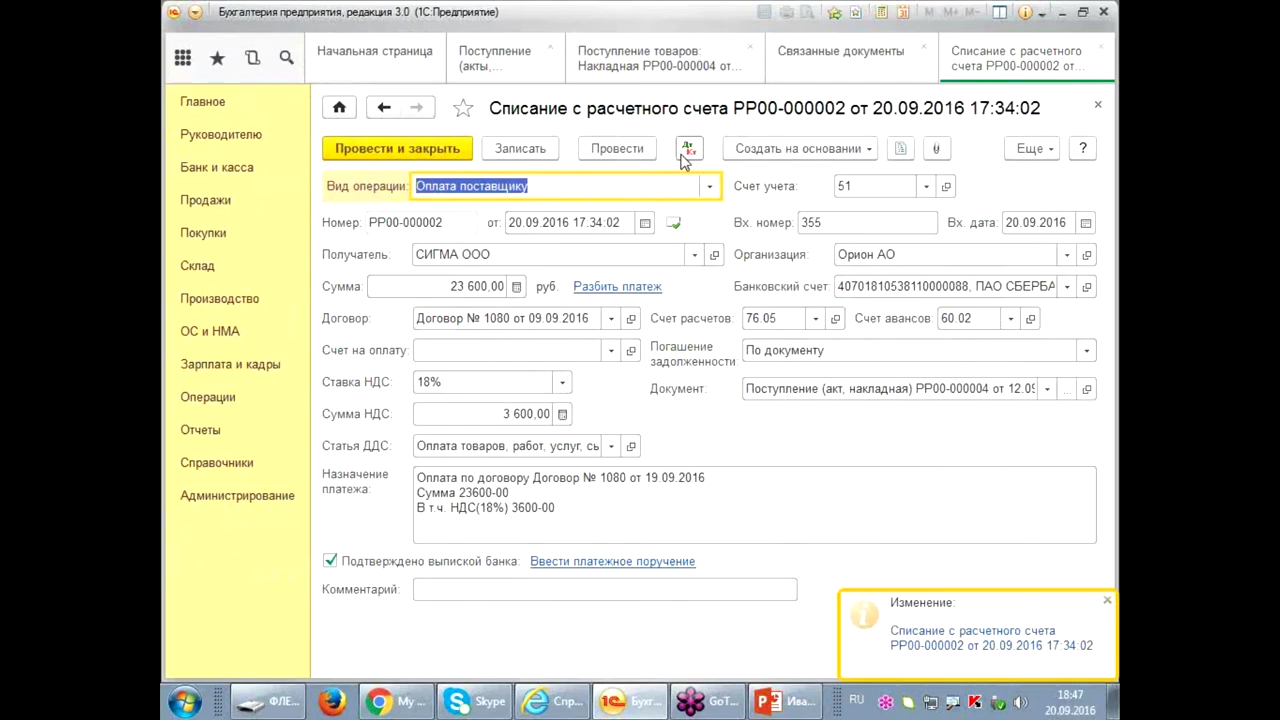 Бухгалтерия предприятия, редакция 3.0 (1С:Предприятие)
M M+ M-
Начальная страница
Поступление
(акты,...
Поступление товаров:
Накладная РР00-000004 от...
Связанные документы
Списание с расчетного
счета РР00-000002 от...
Главное
Руководителю
Банк и касса
Продажи
Покупки
Склад
Производство
ОС и НМА
Зарплата и кадры
Операции
Отчеты
Справочники
Администрирование
Списание с расчетного счета РР00-000002 от 20.09.2016 17:34:02
Провести и закрыть Записать Провести Дт Кт Создать на основании Еще ?
Вид операции: Оплата поставщику Счет учета: 51
Номер: РР00-000002 от: 20.09.2016 17:34:02 Вх. номер: 355 Вх. дата: 20.09.2016
Получатель: СИГМА ООО Организация: Орион АО
Сумма: 23 600,00 руб. Разбить платеж Банковский счет: 40701810538110000088, ПАО СБЕРБА
Договор: Договор № 1080 от 09.09.2016 Счет расчетов: 76.05 Счет авансов: 60.02
Счет на оплату: Погашение
задолженности: По документу
Ставка НДС: 18% Документ: Поступление (акт, накладная) РР00-000004 от 12.09 ...
Сумма НДС: 3 600,00
Статья ДДС: Оплата товаров, работ, услуг, сь
Назначение
платежа:
Оплата по договору Договор № 1080 от 19.09.2016
Сумма 23600-00
В т.ч. НДС(18%) 3600-00
Подтверждено выпиской банка: Ввести платежное поручение
Комментарий:
Изменение:
Списание с расчетного счета
РР00-000002 от 20.09.2016 17:34:02
ФЛЕ... My ... Skype Спр... Бухг... GoT... Ива...
RU
18:47
20.09.2016